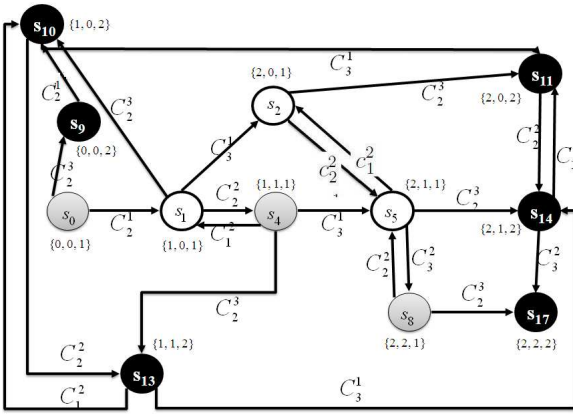 s10 {1, 0, 2}
C_3^1
{2, 0, 1}
s11
C_2^1 C_2^3
s2 C_2^3 {2, 0, 2}
s9
{0, 0, 2}
C_3^1 C_2^2 C_1^2 C_2^2
C_2^3
{1, 1, 1} {2, 1, 1}
s0 C_2^1 s1 C_2^2 s4 C_3^1 s5 C_2^3 s14
C_1^2
{0, 0, 1} {1, 0, 1} {2, 1, 2}
C_2^2 C_3^2 C_3^2
C_2^3
s8 C_2^3 s17
{1, 1, 2} {2, 2, 1} {2, 2, 2}
C_2^2
s13
C_1^2 C_3^1